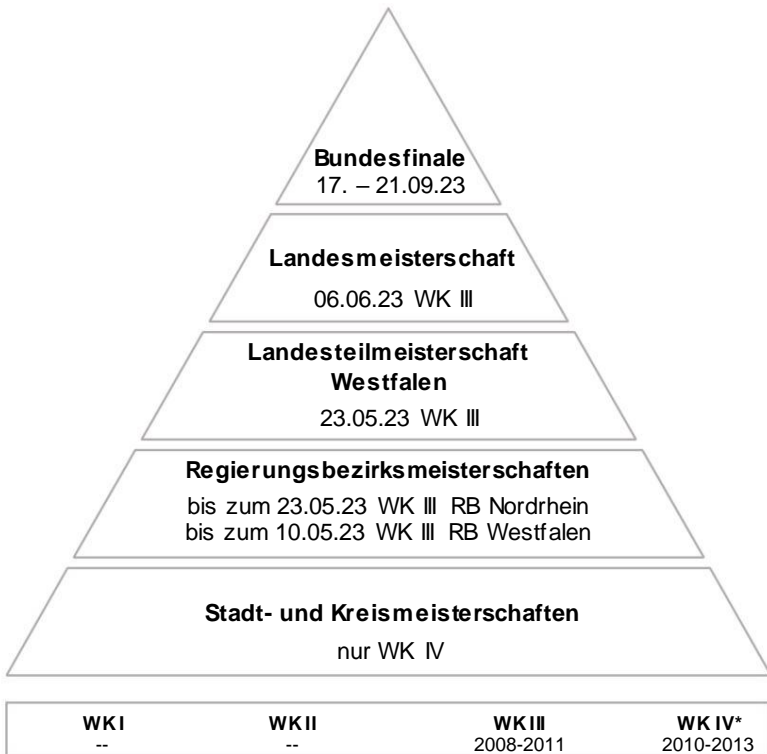 Bundesfinale
17. – 21.09.23
Landesmeisterschaft
06.06.23 WK III
Landesteilmeisterschaft
Westfalen
23.05.23 WK III
Regierungsbezirksmeisterschaften
bis zum 23.05.23 WK III RB Nordrhein
bis zum 10.05.23 WK III RB Westfalen
Stadt- und Kreismeisterschaften
nur WK IV
WK I WK II WK III WK IV*
-- -- 2008-2011 2010-2013